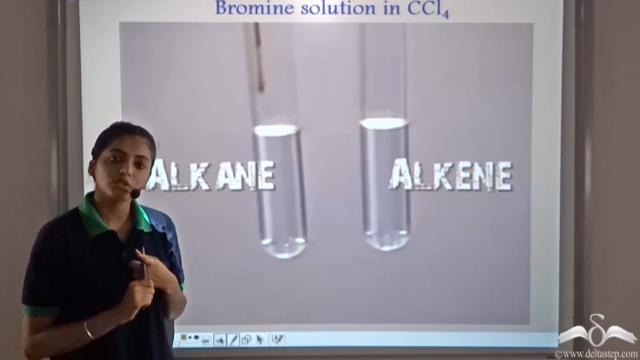 Bromine solution in CCl₄
ALKANE ALKENE
©www.deltastep.com